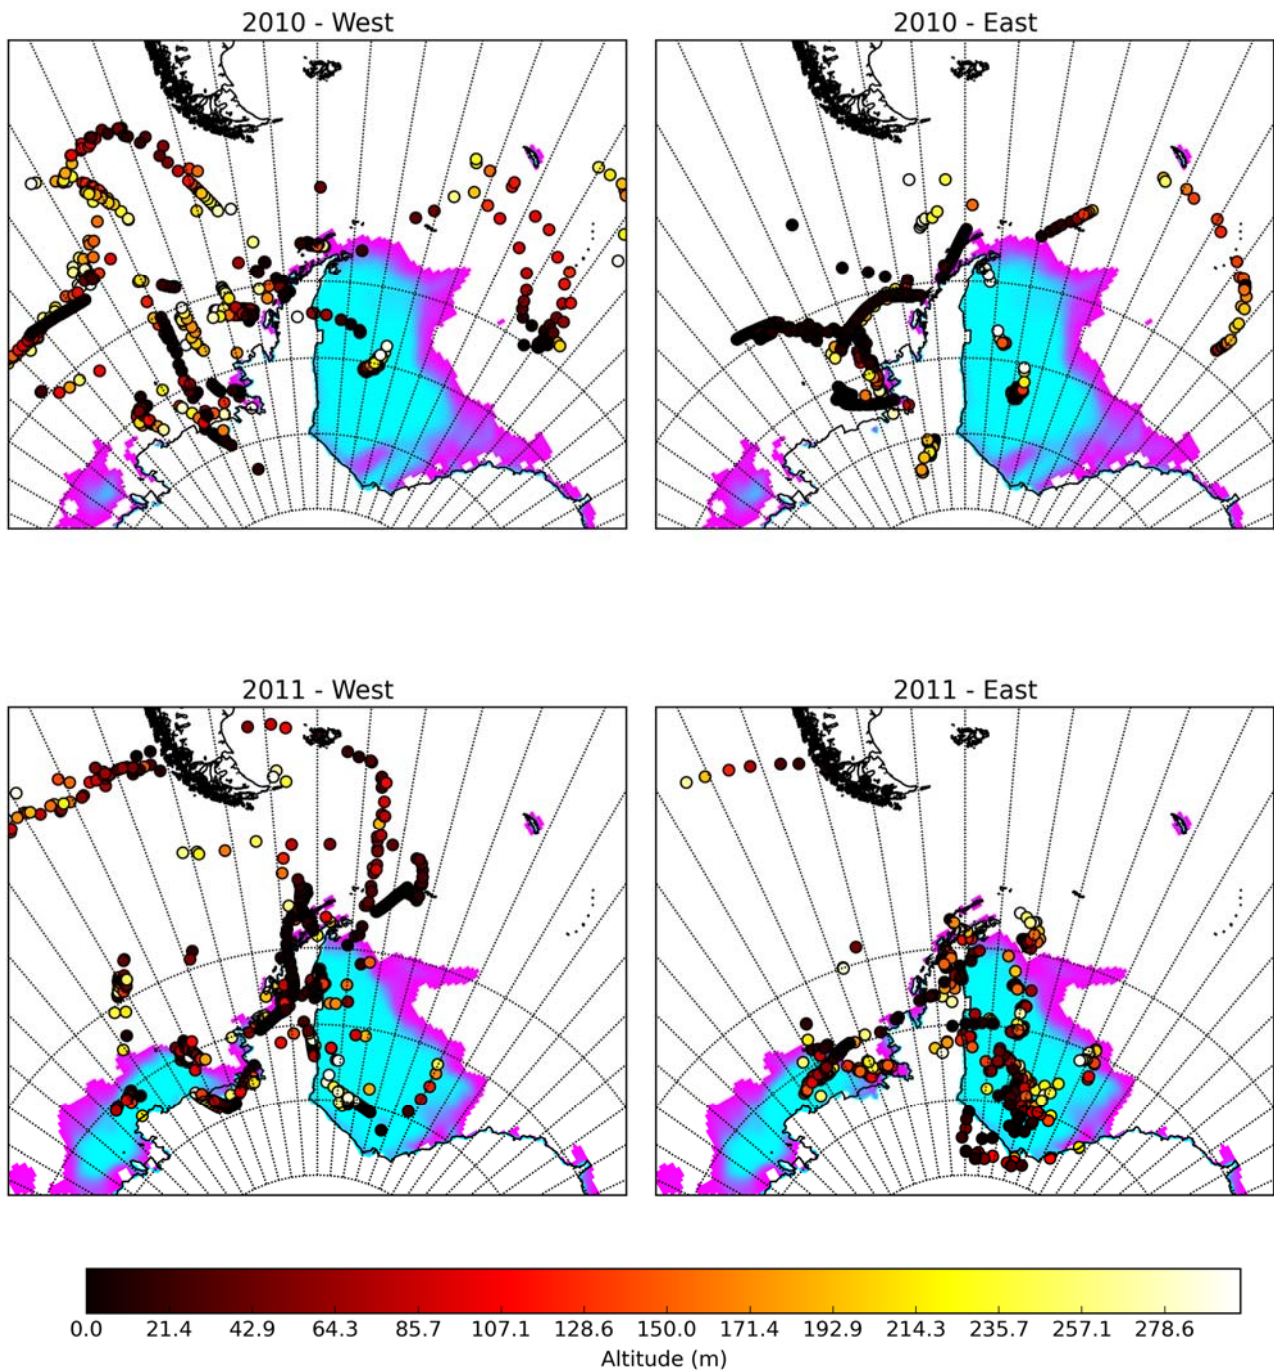 2010 - West
2010 - East
2011 - West
2011 - East
0.0 21.4 42.9 64.3 85.7 107.1 128.6 150.0 171.4 192.9 214.3 235.7 257.1 278.6
Altitude (m)